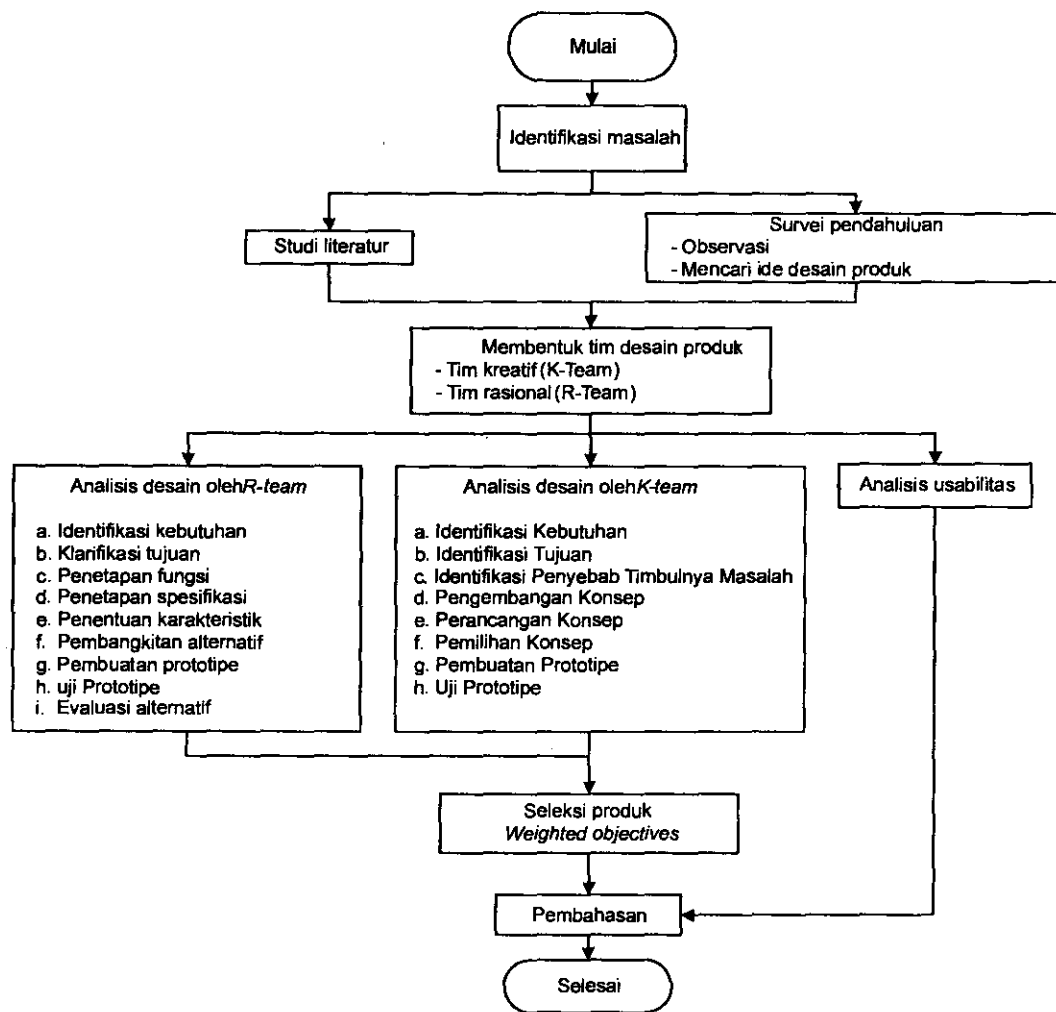 Mulai
Identifikasi masalah
Studi literatur
Survei pendahuluan
- Observasi
- Mencari ide desain produk
Membentuk tim desain produk
- Tim kreatif (K-Team)
- Tim rasional (R-Team)
Analisis desain olehR-team
a. Identifikasi kebutuhan
b. Klarifikasi tujuan
c. Penetapan fungsi
d. Penetapan spesifikasi
e. Penentuan karakteristik
f. Pembangkitan alternatif
g. Pembuatan prototipe
h. uji Prototipe
i. Evaluasi alternatif
Analisis desain olehK-team
a. Identifikasi Kebutuhan
b. Identifikasi Tujuan
c. Identifikasi Penyebab Timbulnya Masalah
d. Pengembangan Konsep
e. Perancangan Konsep
f. Pemilihan Konsep
g. Pembuatan Prototipe
h. Uji Prototipe
Analisis usabilitas
Seleksi produk
Weighted objectives
Pembahasan
Selesai